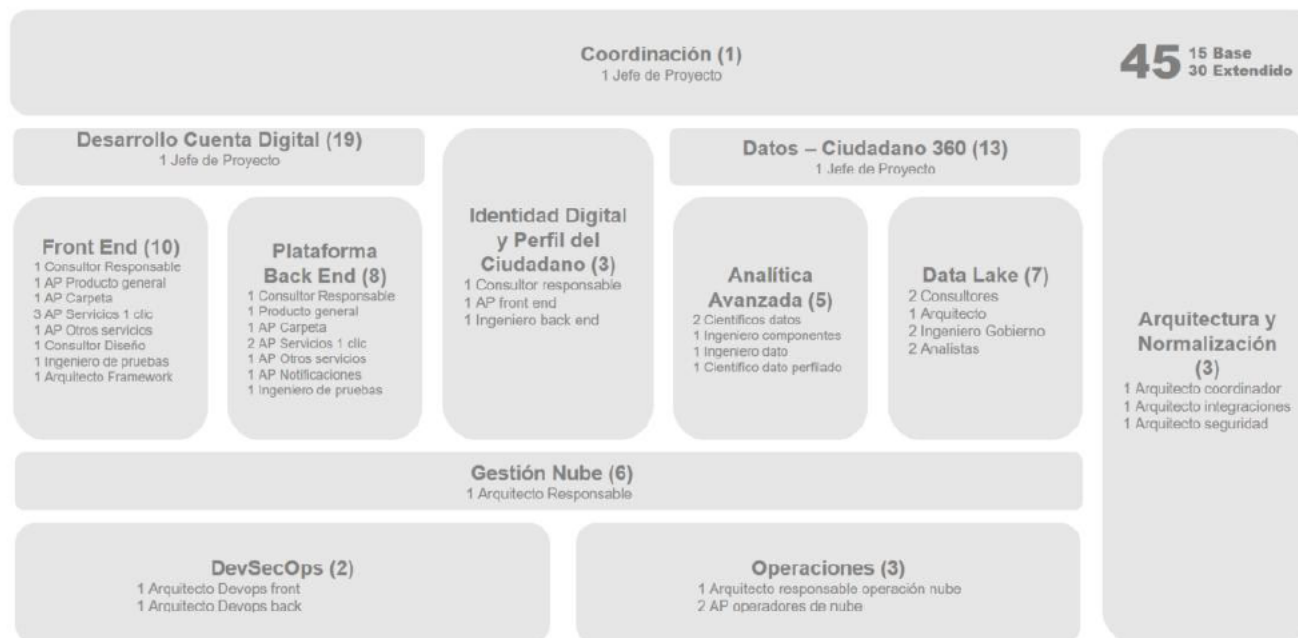 Coordinación (1)
1 Jefe de Proyecto
45
15 Base
30 Extendido
Desarrollo Cuenta Digital (19)
1 Jefe de Proyecto
Front End (10)
1 Consultor Responsable
1 AP Producto general
1 AP Carpeta
3 AP Servicios 1 clic
1 AP Otros servicios
1 Consultor Diseño
1 Ingeniero de pruebas
1 Arquitecto Framework
Plataforma
Back End (8)
1 Consultor Responsable
1 Producto general
1 AP Carpeta
2 AP Servicios 1 clic
1 AP Otros servicios
1 AP Notificaciones
1 Ingeniero de pruebas
Identidad Digital
y Perfil del
Ciudadano (3)
1 Consultor responsable
1 AP front end
1 Ingeniero back end
Datos – Ciudadano 360 (13)
1 Jefe de Proyecto
Analítica
Avanzada (5)
2 Científicos datos
1 Ingeniero componentes
1 Ingeniero dato
1 Científico dato perfilado
Data Lake (7)
2 Consultores
1 Arquitecto
2 Ingeniero Gobierno
2 Analistas
Arquitectura y
Normalización
(3)
1 Arquitecto coordinador
1 Arquitecto integraciones
1 Arquitecto seguridad
Gestión Nube (6)
1 Arquitecto Responsable
DevSecOps (2)
1 Arquitecto Devops front
1 Arquitecto Devops back
Operaciones (3)
1 Arquitecto responsable operación nube
2 AP operadores de nube